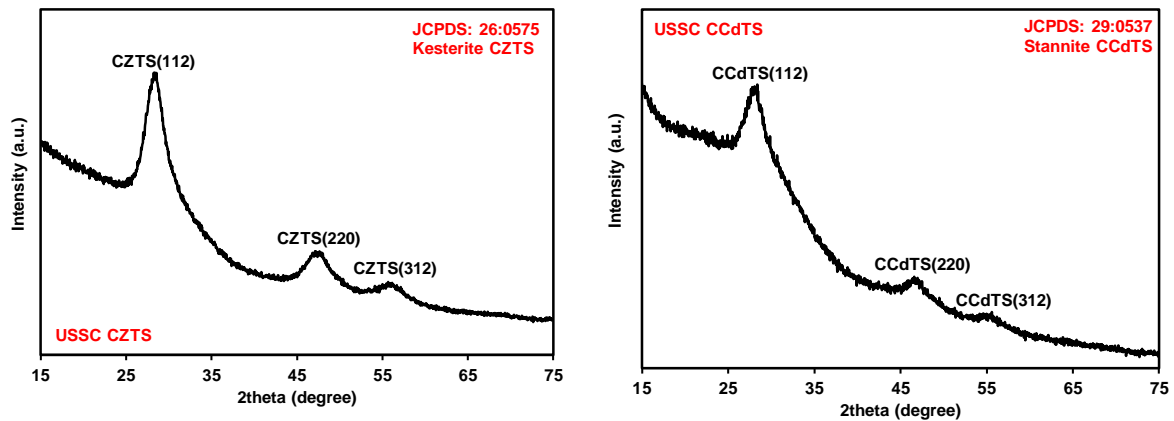 JCPDS: 26:0575
Kesterite CZTS
CZTS(112)
CZTS(220)
CZTS(312)
USSC CZTS
Intensity (a.u.)
15 25 35 45 55 65 75
2theta (degree)
USSC CCdTS
JCPDS: 29:0537
Stannite CCdTS
CCdTS(112)
CCdTS(220)
CCdTS(312)
Intensity (a.u.)
15 25 35 45 55 65 75
2theta (degree)